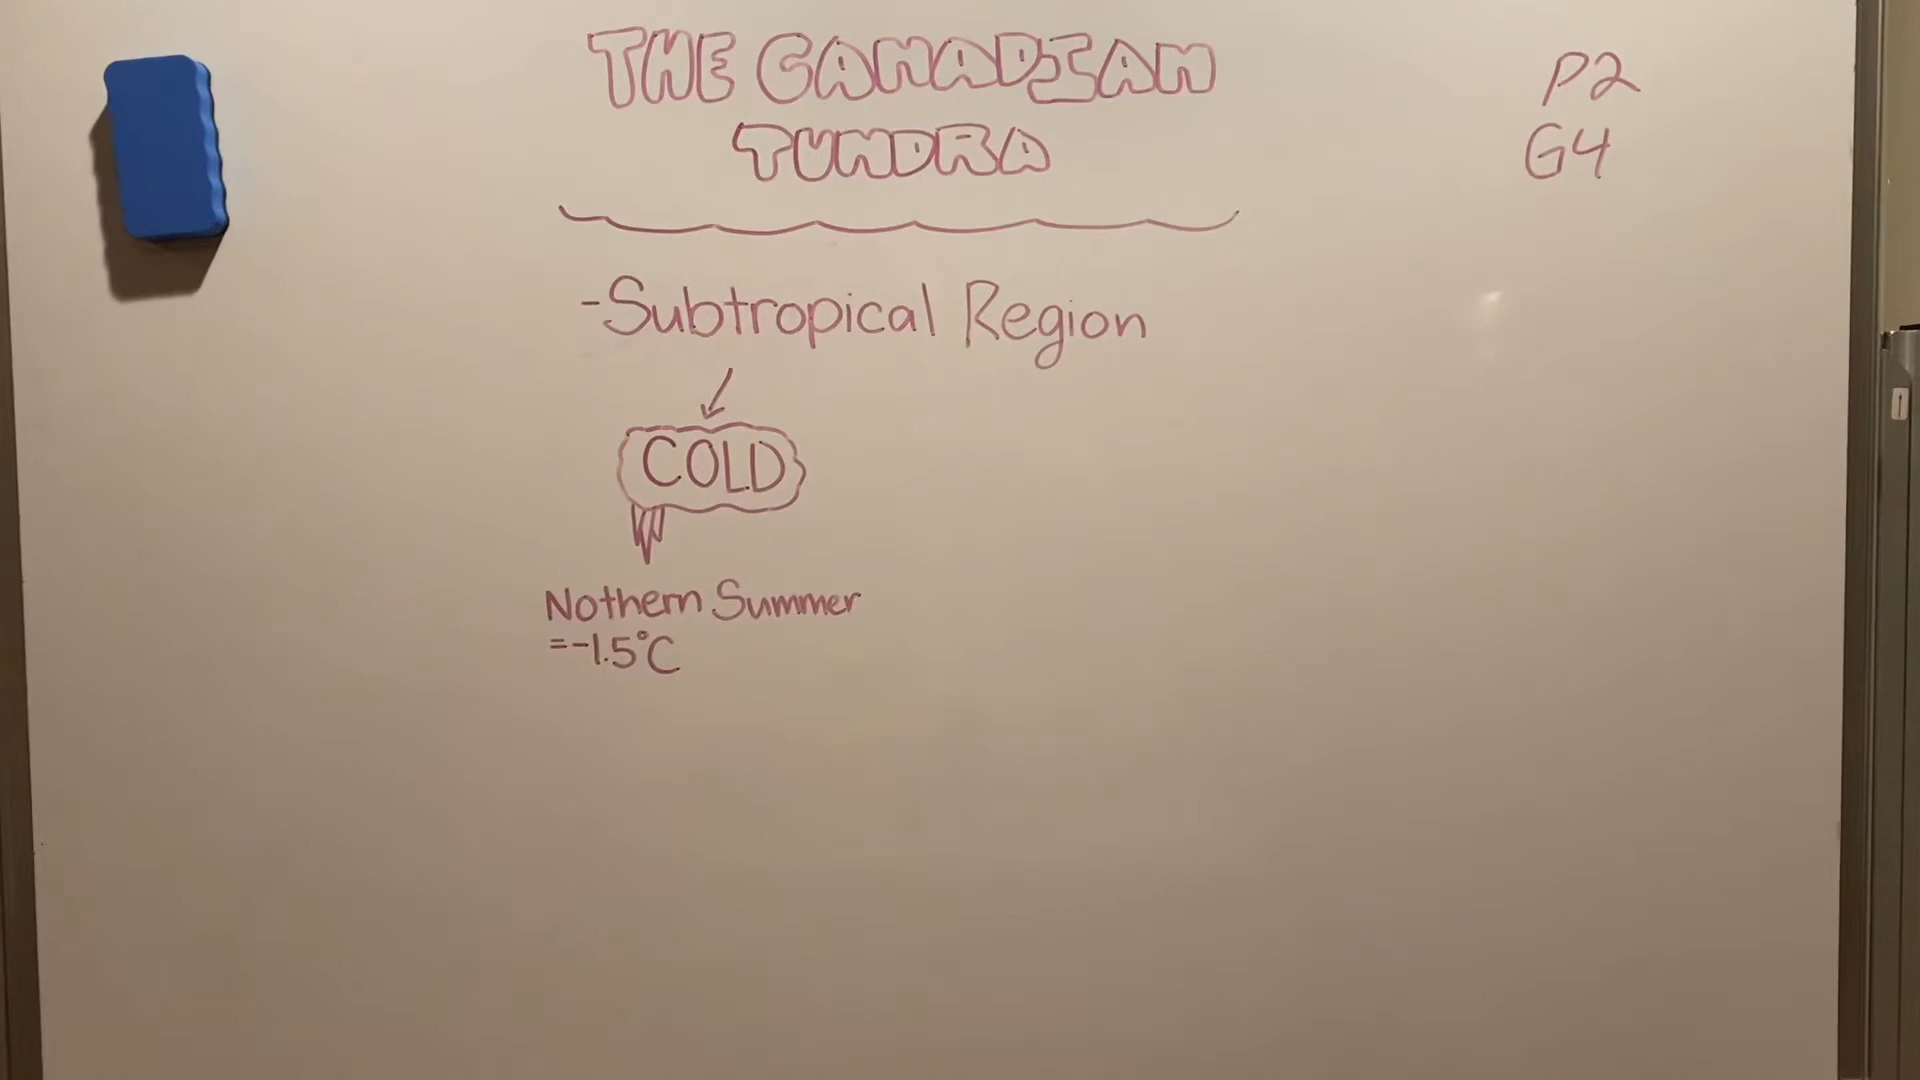 THE CANADIAN
TUNDRA
P2
G4
-Subtropical Region
COLD
Nothern Summer
=-1.5°C